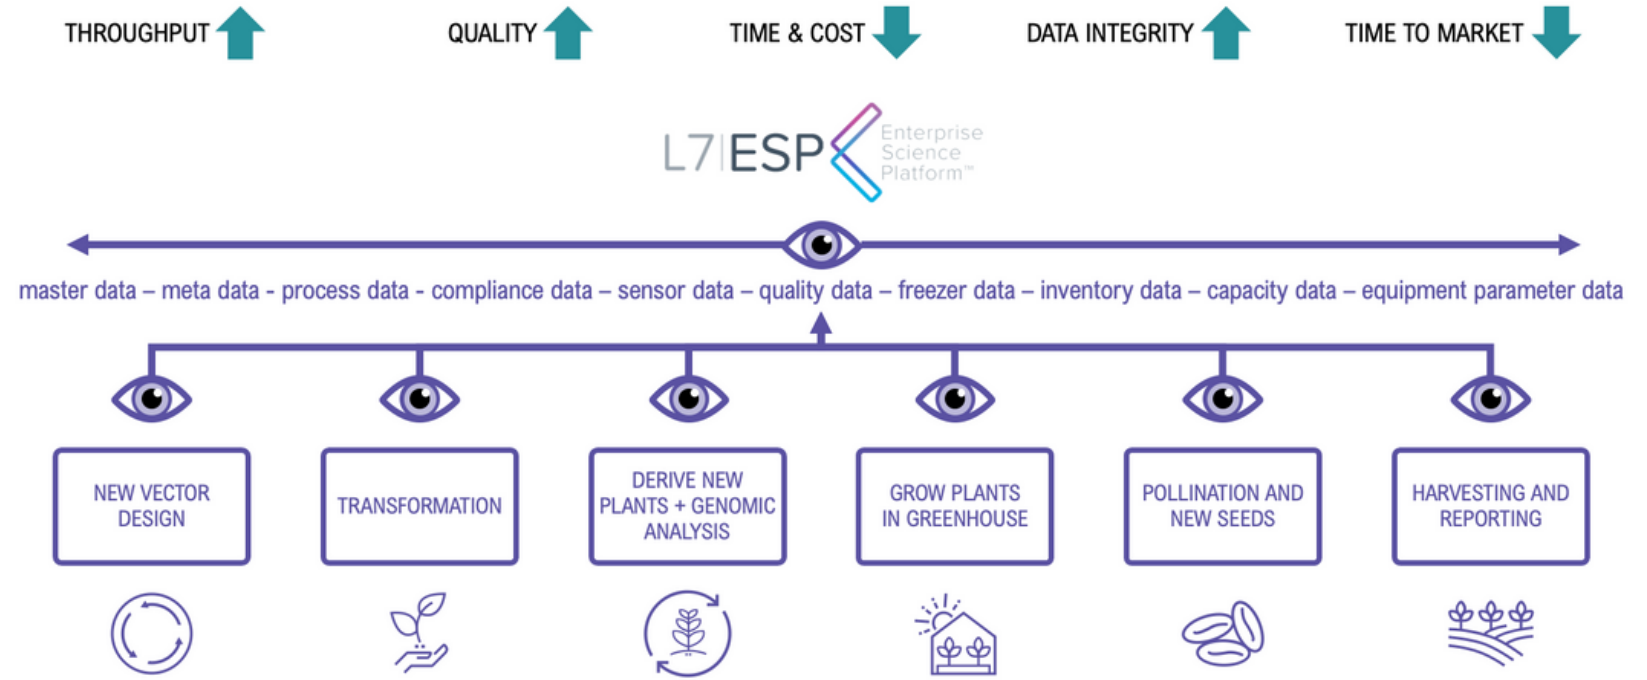 THROUGHPUT
QUALITY
TIME & COST
DATA INTEGRITY
TIME TO MARKET
L7|ESP
Enterprise
Science
Platform™
master data – meta data - process data - compliance data – sensor data – quality data – freezer data – inventory data – capacity data – equipment parameter data
NEW VECTOR
DESIGN
TRANSFORMATION
DERIVE NEW
PLANTS + GENOMIC
ANALYSIS
GROW PLANTS
IN GREENHOUSE
POLLINATION AND
NEW SEEDS
HARVESTING AND
REPORTING